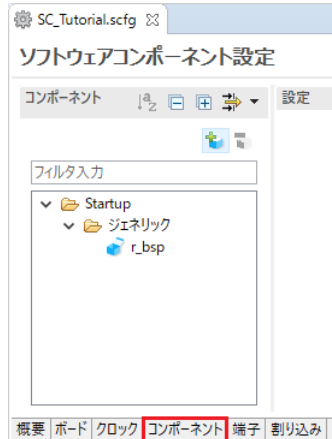 SC_Tutorial.scfg
ソフトウェアコンポーネント設定
コンポーネント
設定
フィルタ入力
Startup
ジェネリック
r_bsp
概要 ボード クロック コンポーネント 端子 割り込み